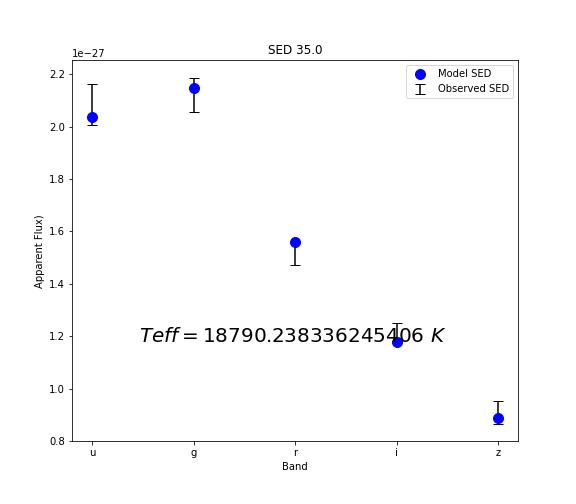 SED 35.0
1e−27
Model SED
Observed SED
2.2
2.0
1.8
1.6
1.4
1.2
1.0
0.8
Apparent Flux)
Teff = 18790.238336245406 K
u g r i z
Band